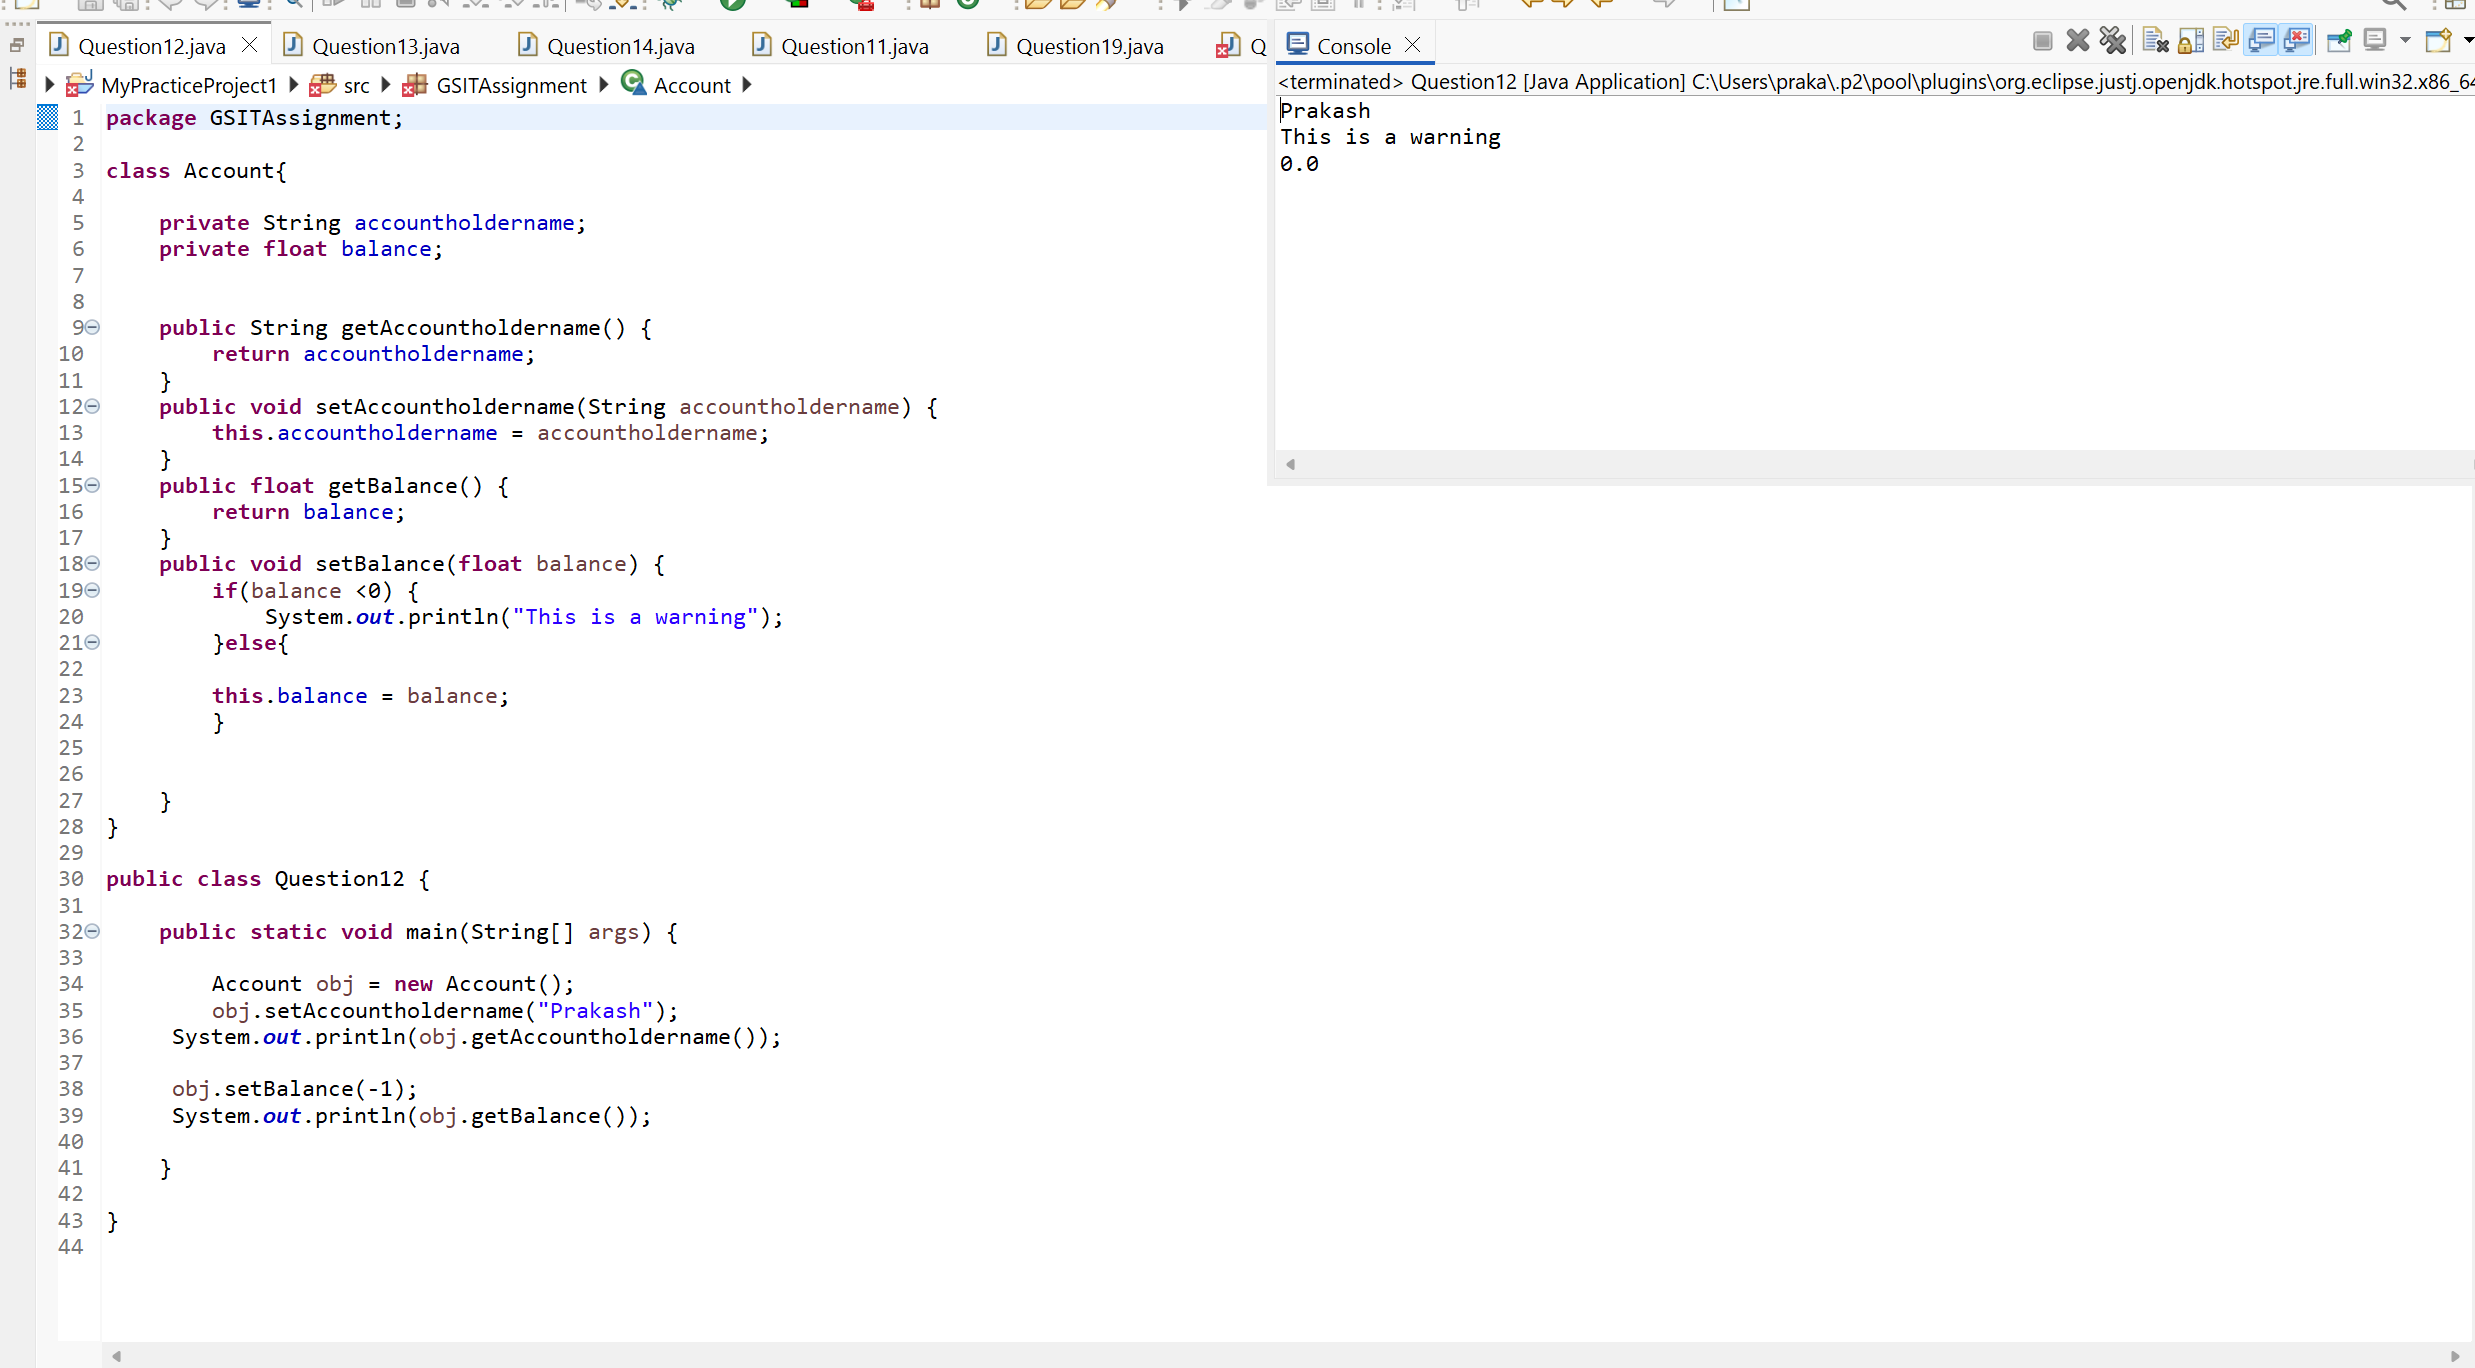 Question12.java
Question13.java
Question14.java
Question11.java
Question19.java
Q
MyPracticeProject1
src
GSITAssignment
Account
1 package GSITAssignment;
2
3 class Account{
4
5 private String accountholdername;
6 private float balance;
7
8
9 public String getAccountholdername() {
10 return accountholdername;
11 }
12 public void setAccountholdername(String accountholdername) {
13 this.accountholdername = accountholdername;
14 }
15 public float getBalance() {
16 return balance;
17 }
18 public void setBalance(float balance) {
19 if(balance <0) {
20 System.out.println("This is a warning");
21 }else{
22
23 this.balance = balance;
24 }
25
26
27 }
28 }
29
30 public class Question12 {
31
32 public static void main(String[] args) {
33
34 Account obj = new Account();
35 obj.setAccountholdername("Prakash");
36 System.out.println(obj.getAccountholdername());
37
38 obj.setBalance(-1);
39 System.out.println(obj.getBalance());
40
41 }
42
43 }
44
Console
<terminated> Question12 [Java Application] C:\Users\praka\.p2\pool\plugins\org.eclipse.justj.openjdk.hotspot.jre.full.win32.x86_64
Prakash
This is a warning
0.0